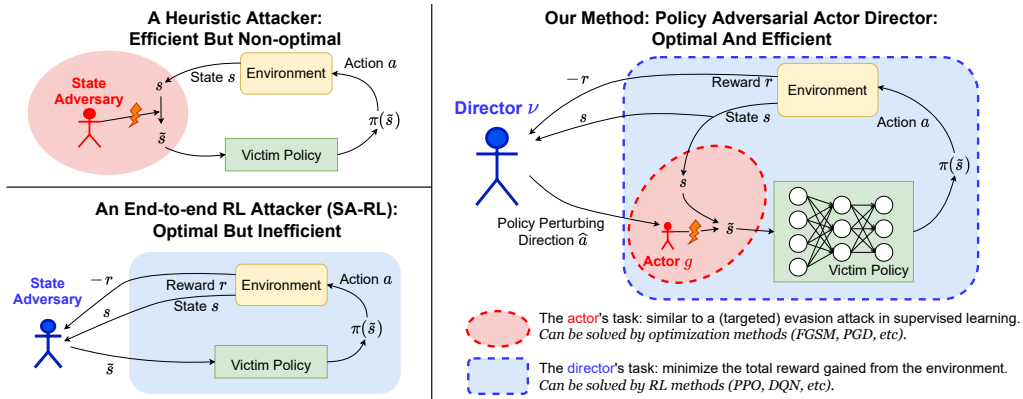 A Heuristic Attacker:
Efficient But Non-optimal
State
Adversary
s
s̃
State s
Environment
Action a
π(s̃)
Victim Policy
An End-to-end RL Attacker (SA-RL):
Optimal But Inefficient
State
Adversary
−r
Reward r
s
State s
Environment
Action a
π(s̃)
s̃
Victim Policy
Our Method: Policy Adversarial Actor Director:
Optimal And Efficient
−r
Reward r
Environment
Director ν
s
State s
Action a
π(s̃)
s
s̃
Policy Perturbing
Direction â
Actor g
Victim Policy
The actor's task: similar to a (targeted) evasion attack in supervised learning.
Can be solved by optimization methods (FGSM, PGD, etc).
The director's task: minimize the total reward gained from the environment.
Can be solved by RL methods (PPO, DQN, etc).